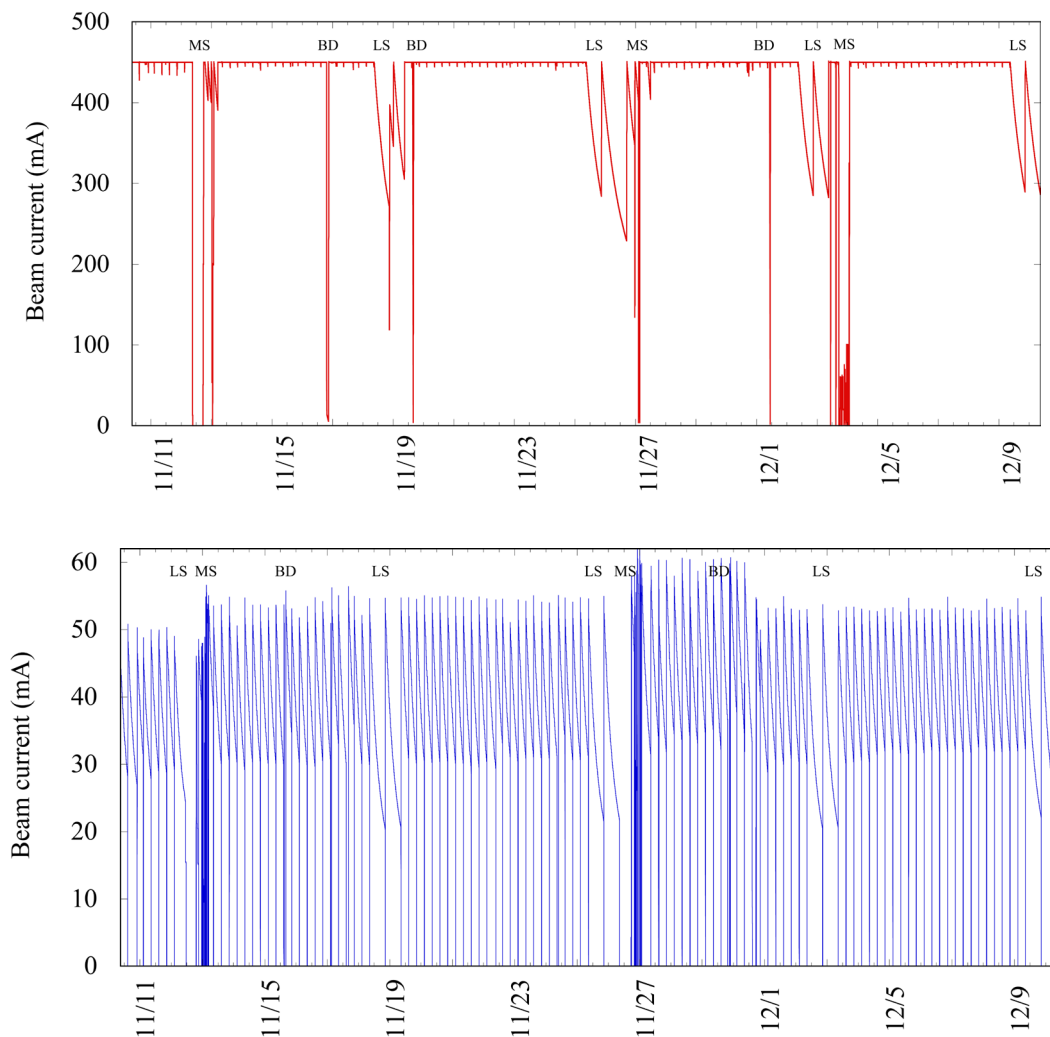 500
MS BD LS BD LS MS BD LS MS LS
400
300
200
100
0
Beam current (mA)
11/11 11/15 11/19 11/23 11/27 12/1 12/5 12/9
60
LS MS BD LS LS MS BD LS LS
50
40
30
20
10
0
Beam current (mA)
11/11 11/15 11/19 11/23 11/27 12/1 12/5 12/9